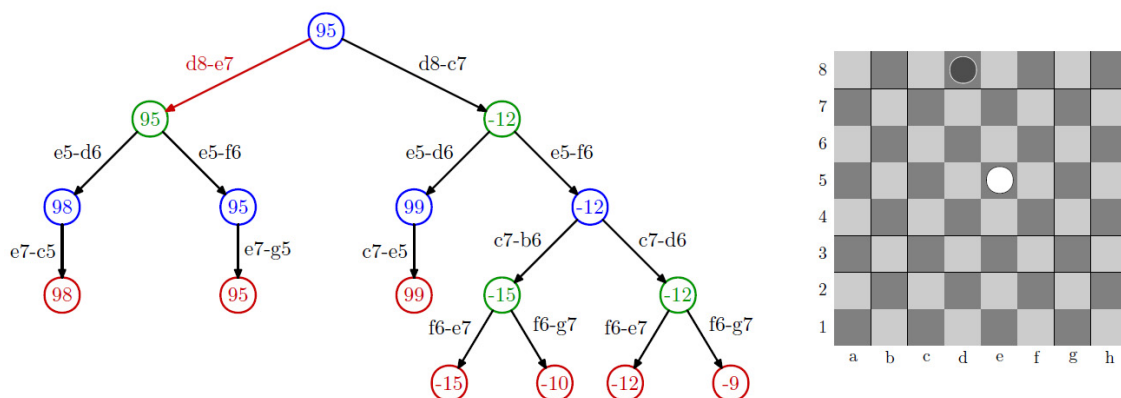 95
d8-e7 d8-c7
95 -12
e5-d6 e5-f6 e5-d6 e5-f6
98 95 99 -12
e7-c5 e7-g5 c7-e5 c7-b6 c7-d6
98 95 99 -15 -12
f6-e7 f6-g7 f6-e7 f6-g7
-15 -10 -12 -9
8
7
6
5
4
3
2
1
a b c d e f g h